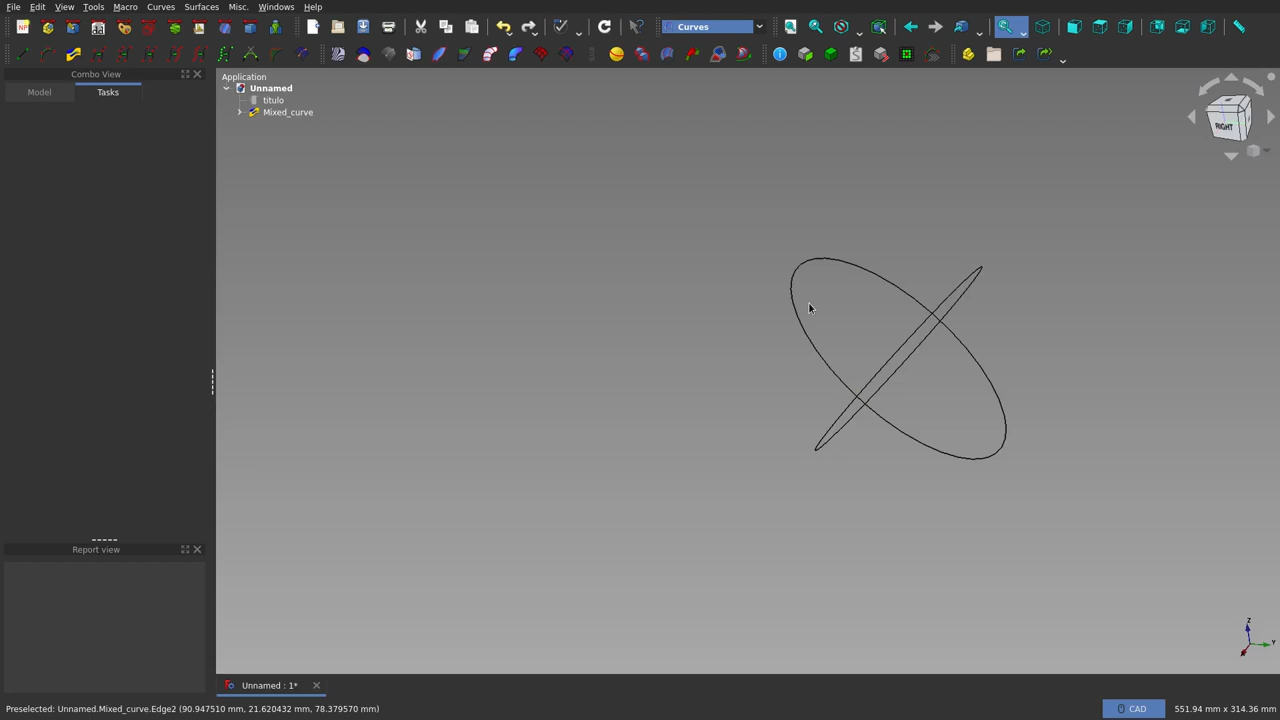 File Edit View Tools Macro Curves Surfaces Misc. Windows Help
Curves
Combo View
Model Tasks
Application
Unnamed
titulo
Mixed_curve
RIGHT
Report view
Z
Y
Unnamed : 1*
Preselected: Unnamed.Mixed_curve.Edge2 (90.947510 mm, 21.620432 mm, 78.379570 mm)
CAD
551.94 mm x 314.36 mm